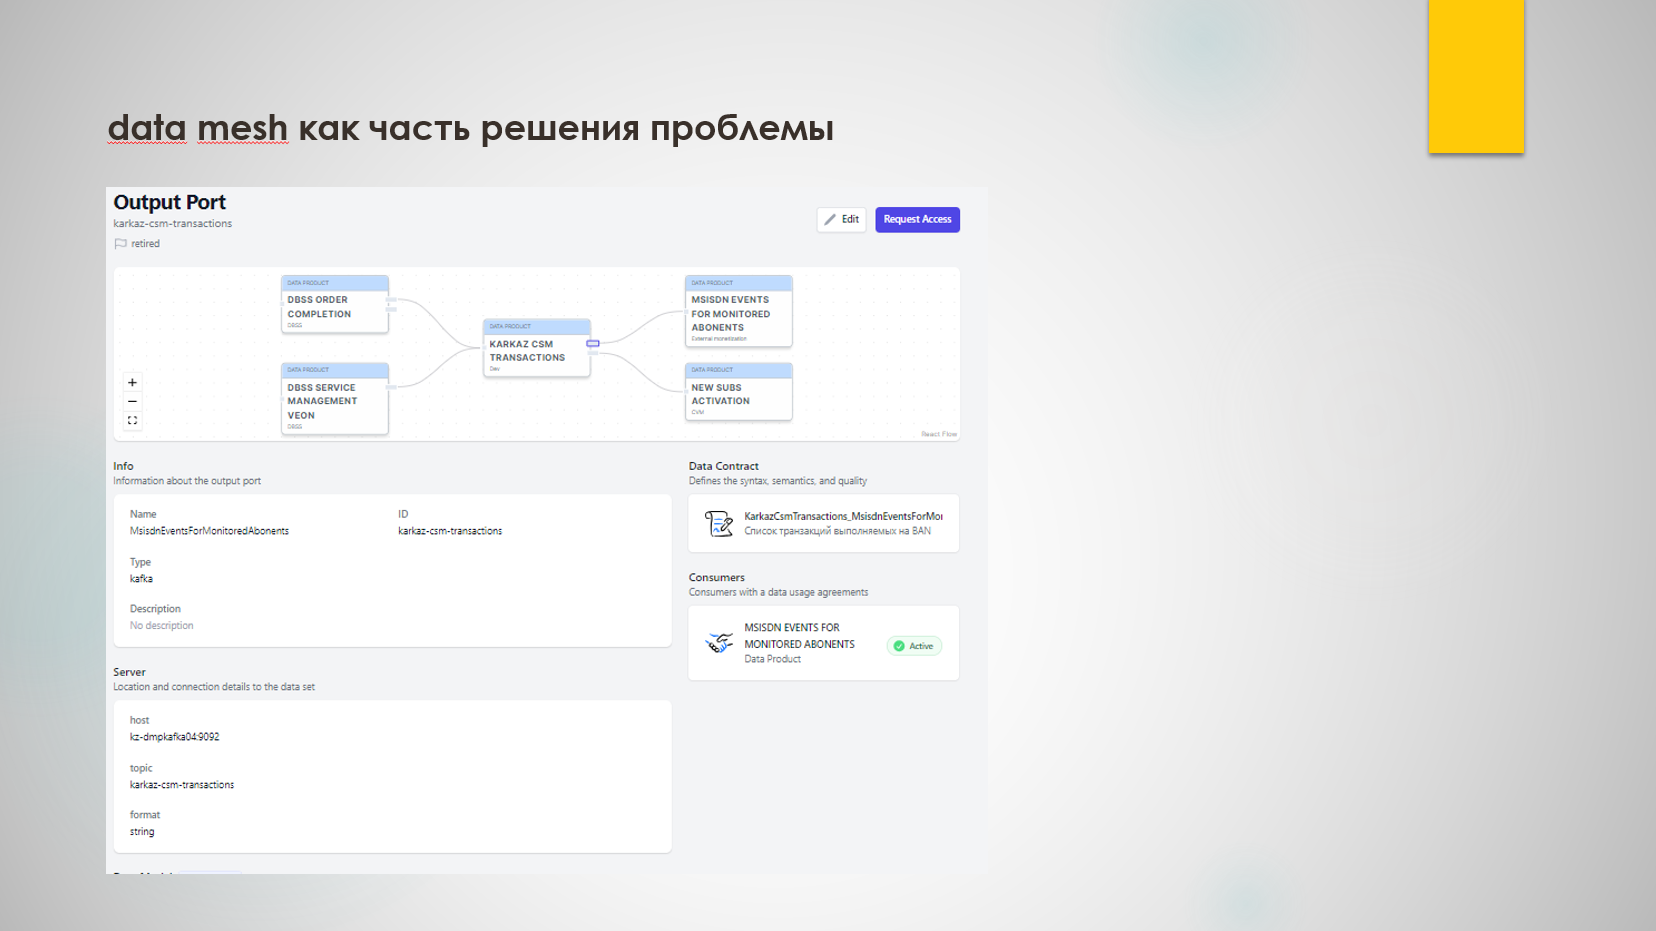 data mesh как часть решения проблемы
Output Port
karkaz-csm-transactions
retired
Edit
Request Access
DATA PRODUCT
DBSS ORDER
COMPLETION
DBSS
DATA PRODUCT
DBSS SERVICE
MANAGEMENT
VEON
DBSS
DATA PRODUCT
KARKAZ CSM
TRANSACTIONS
Dev
DATA PRODUCT
MSISDN EVENTS
FOR MONITORED
ABONENTS
External monetization
DATA PRODUCT
NEW SUBS
ACTIVATION
CVM
React Flow
Info
Information about the output port
Name
MsisdnEventsForMonitoredAbonents
ID
karkaz-csm-transactions
Type
kafka
Description
No description
Server
Location and connection details to the data set
host
kz-dmpkafka04:9092
topic
karkaz-csm-transactions
format
string
Data Contract
Defines the syntax, semantics, and quality
KarkazCsmTransactions_MsisdnEventsForMor
Список транзакций выполняемых на BAN
Consumers
Consumers with a data usage agreements
MSISDN EVENTS FOR
MONITORED ABONENTS
Data Product
Active